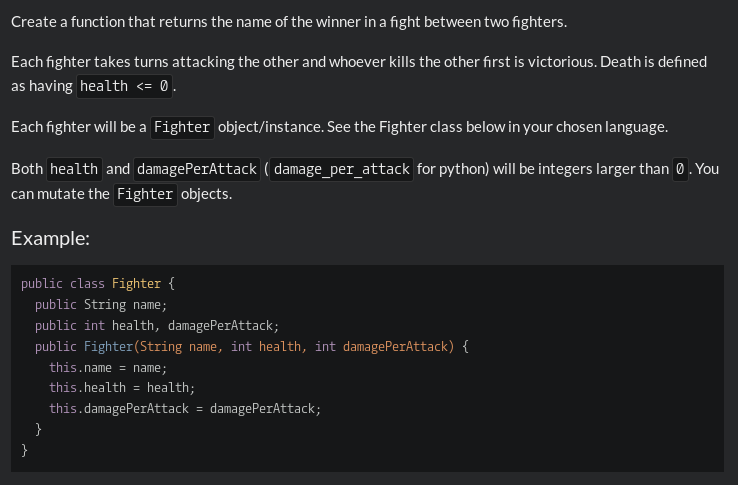 Create a function that returns the name of the winner in a fight between two fighters.
Each fighter takes turns attacking the other and whoever kills the other first is victorious. Death is defined
as having health <= 0.
Each fighter will be a Fighter object/instance. See the Fighter class below in your chosen language.
Both health and damagePerAttack (damage_per_attack for python) will be integers larger than 0. You
can mutate the Fighter objects.
Example:
public class Fighter {
  public String name;
  public int health, damagePerAttack;
  public Fighter(String name, int health, int damagePerAttack) {
    this.name = name;
    this.health = health;
    this.damagePerAttack = damagePerAttack;
  }
}